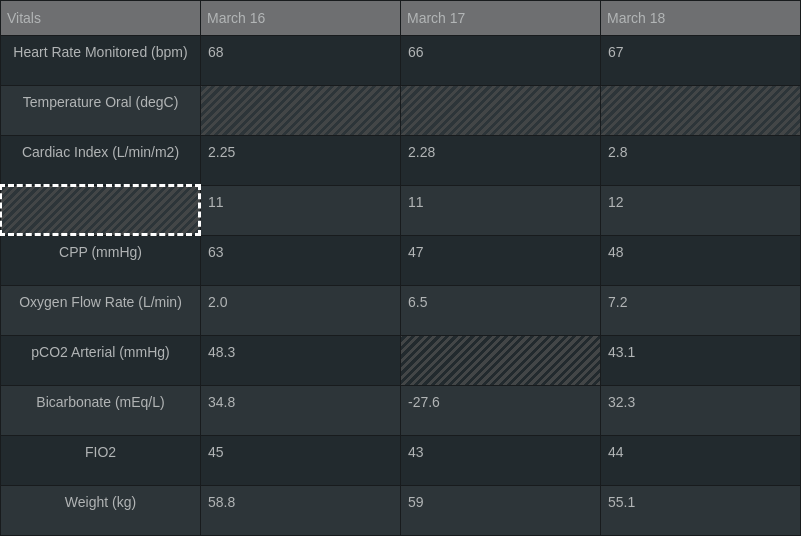 Vitals March 16 March 17 March 18
Heart Rate Monitored (bpm) 68 66 67
Temperature Oral (degC)
Cardiac Index (L/min/m2) 2.25 2.28 2.8
11 11 12
CPP (mmHg) 63 47 48
Oxygen Flow Rate (L/min) 2.0 6.5 7.2
pCO2 Arterial (mmHg) 48.3 43.1
Bicarbonate (mEq/L) 34.8 -27.6 32.3
FIO2 45 43 44
Weight (kg) 58.8 59 55.1